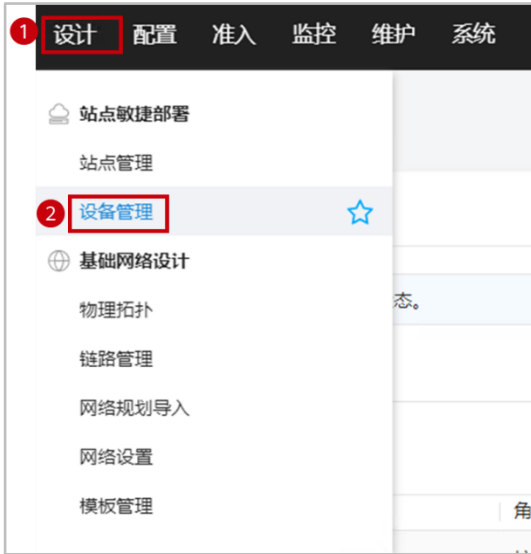 1 设计 配置 准入 监控 维护 系统
站点敏捷部署
站点管理
2 设备管理
基础网络设计
物理拓扑
态。
链路管理
网络规划导入
网络设置
模板管理
角